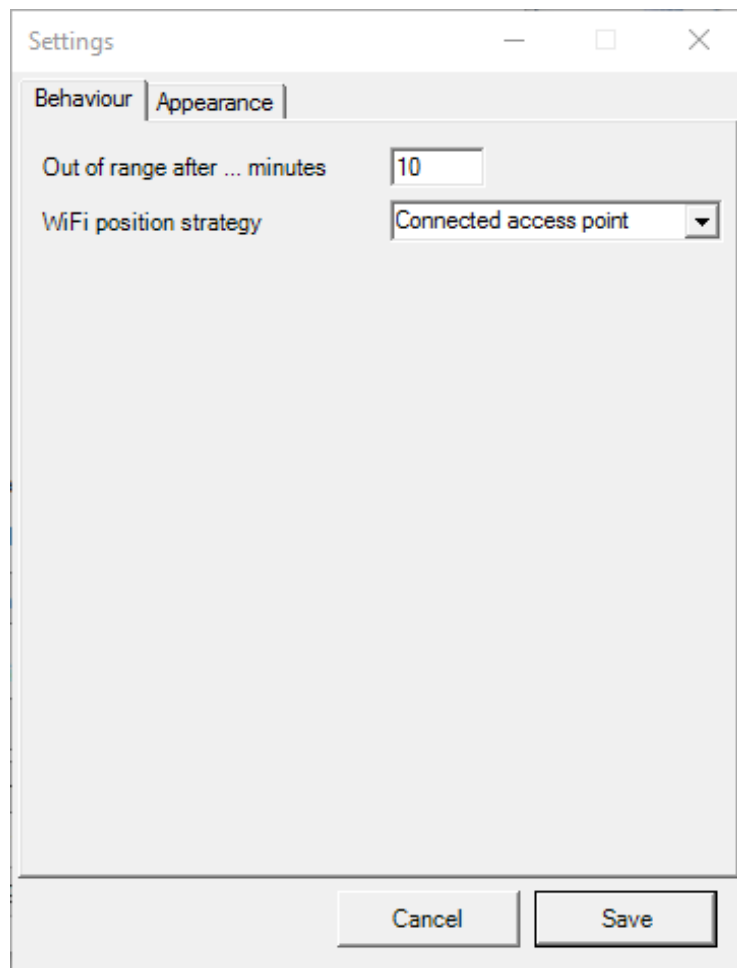 Settings
Behaviour Appearance
Out of range after ... minutes 10
WiFi position strategy Connected access point
Cancel Save